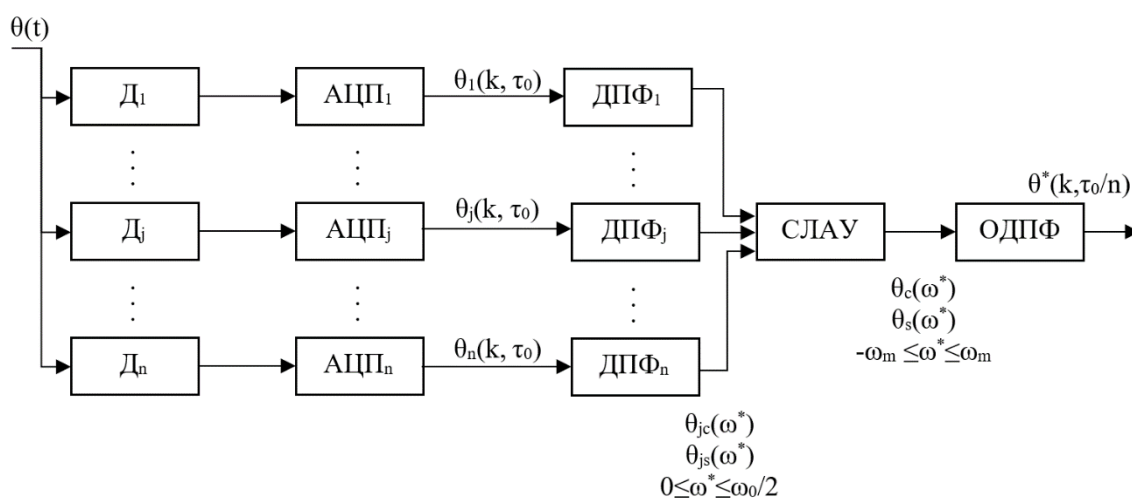 θ(t)
Д₁
АЦП₁
θ₁(k, τ₀)
ДПФ₁
Дⱼ
АЦПⱼ
θⱼ(k, τ₀)
ДПФⱼ
СЛАУ
ОДПФ
θ*(k,τ₀/n)
Дₙ
АЦПₙ
θₙ(k, τ₀)
ДПФₙ
θc(ω*)
θₛ(ω*)
-ωₘ ≤ω*≤ωₘ
θjc(ω*)
θⱼₛ(ω*)
0≤ω*≤ω₀/2